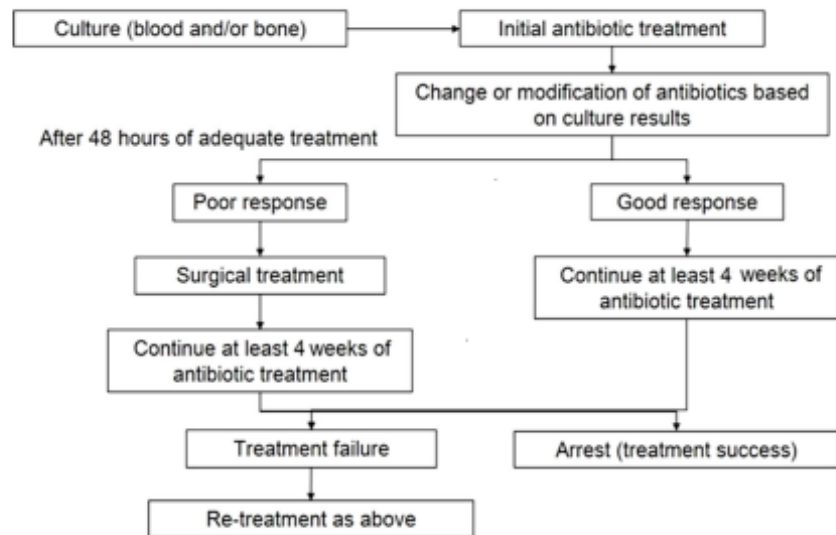 Culture (blood and/or bone)
Initial antibiotic treatment
Change or modification of antibiotics based
on culture results
After 48 hours of adequate treatment
Poor response
Good response
Surgical treatment
Continue at least 4 weeks of
antibiotic treatment
Continue at least 4 weeks of
antibiotic treatment
Treatment failure
Arrest (treatment success)
Re-treatment as above